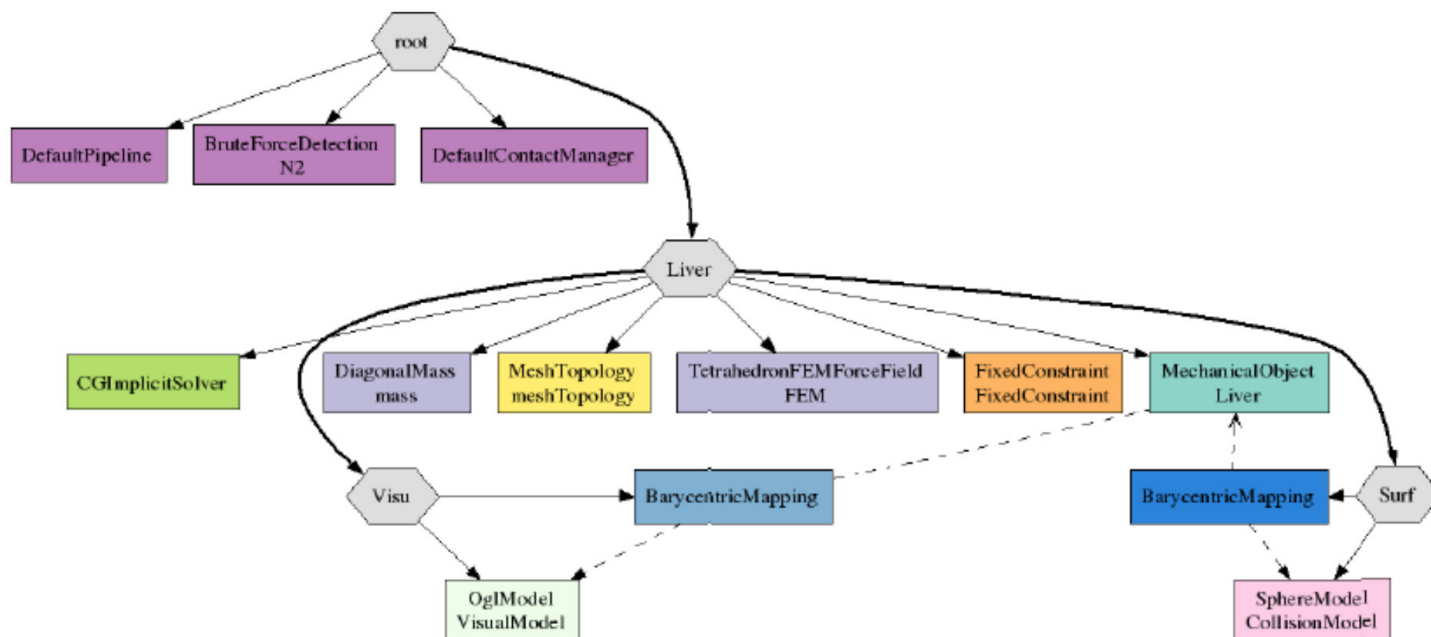 root
DefaultPipeline
BruteForceDetection
N2
DefaultContactManager
Liver
CGImplicitSolver
DiagonalMass
mass
MeshTopology
meshTopology
TetrahedronFEMForceField
FEM
FixedConstraint
FixedConstraint
MechanicalObject
Liver
Visu
BarycentricMapping
BarycentricMapping
Surf
OglModel
VisualModel
SphereModel
CollisionModel